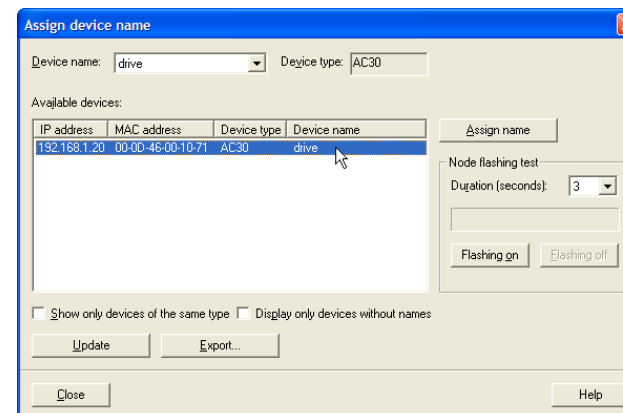 Assign device name
Device name: drive Device type: AC30
Available devices:
IP address MAC address Device type Device name
192.168.1.20 00-0D-46-00-10-71 AC30 drive
Assign name
Node flashing test
Duration (seconds): 3
Flashing on Flashing off
Show only devices of the same type Display only devices without names
Update Export...
Close Help